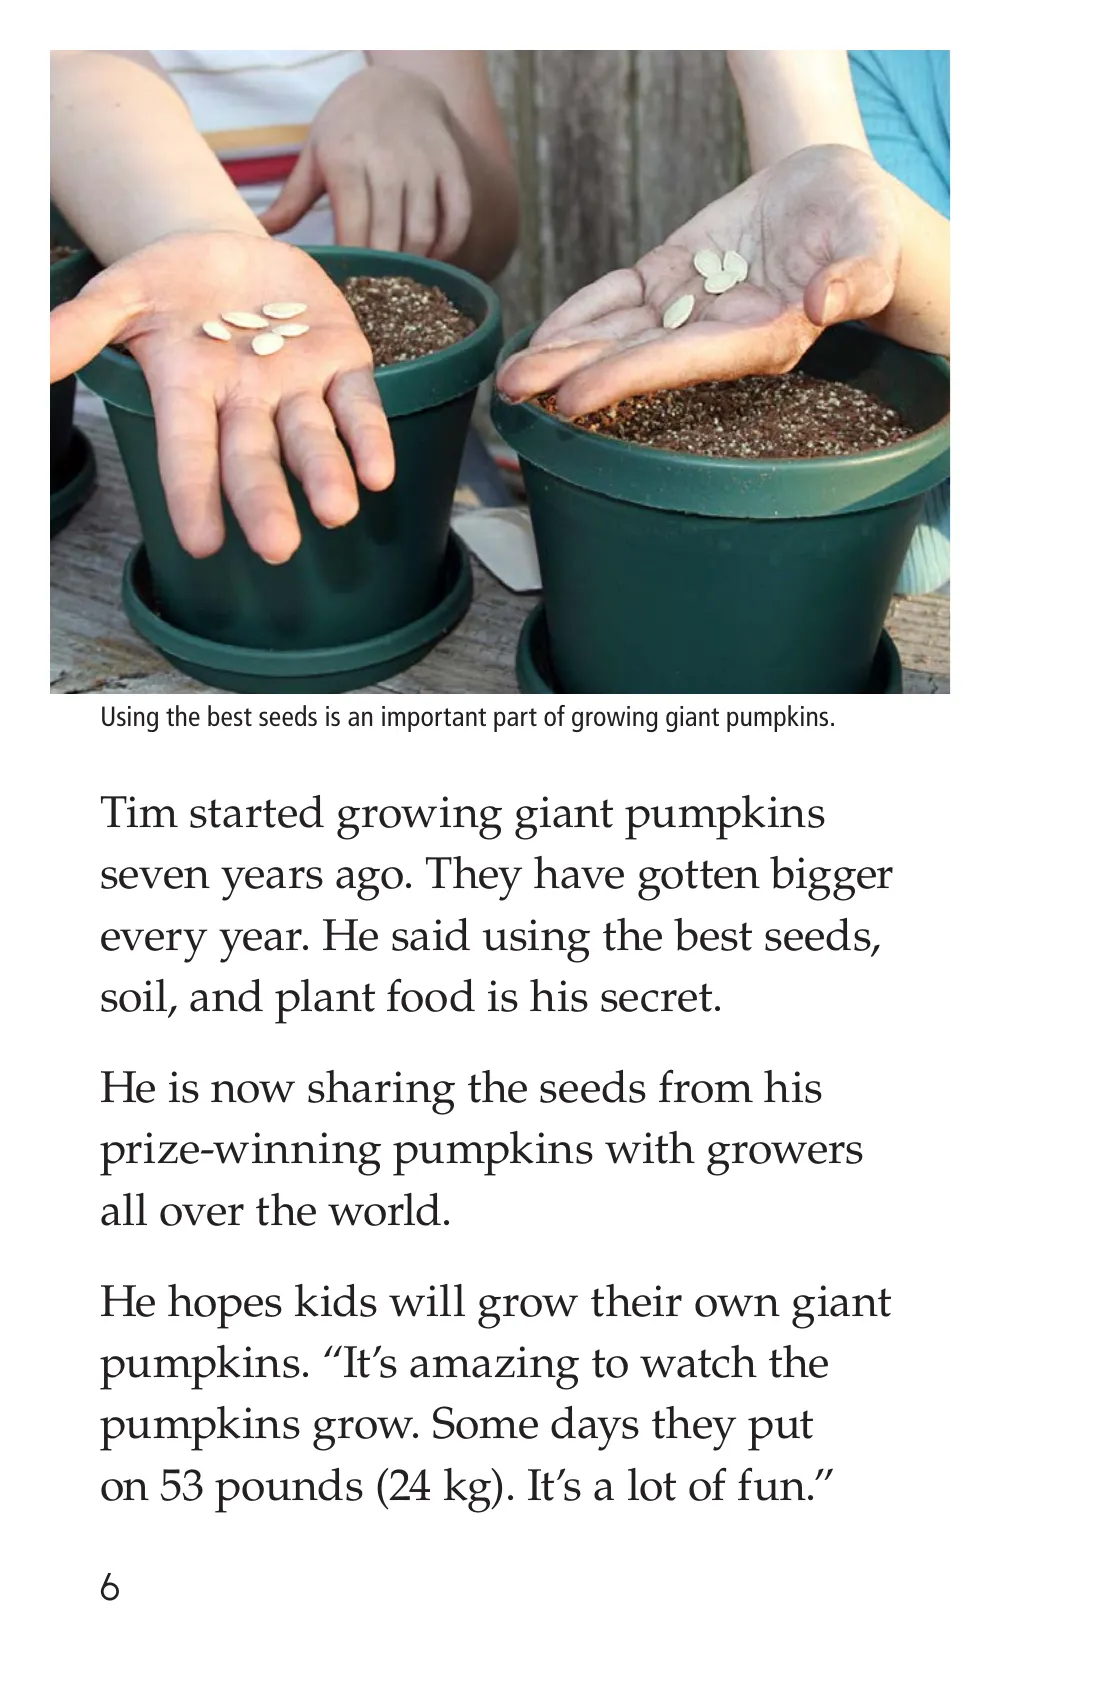 Using the best seeds is an important part of growing giant pumpkins.
Tim started growing giant pumpkins
seven years ago. They have gotten bigger
every year. He said using the best seeds,
soil, and plant food is his secret.
He is now sharing the seeds from his
prize-winning pumpkins with growers
all over the world.
He hopes kids will grow their own giant
pumpkins. “It’s amazing to watch the
pumpkins grow. Some days they put
on 53 pounds (24 kg). It’s a lot of fun.”
6